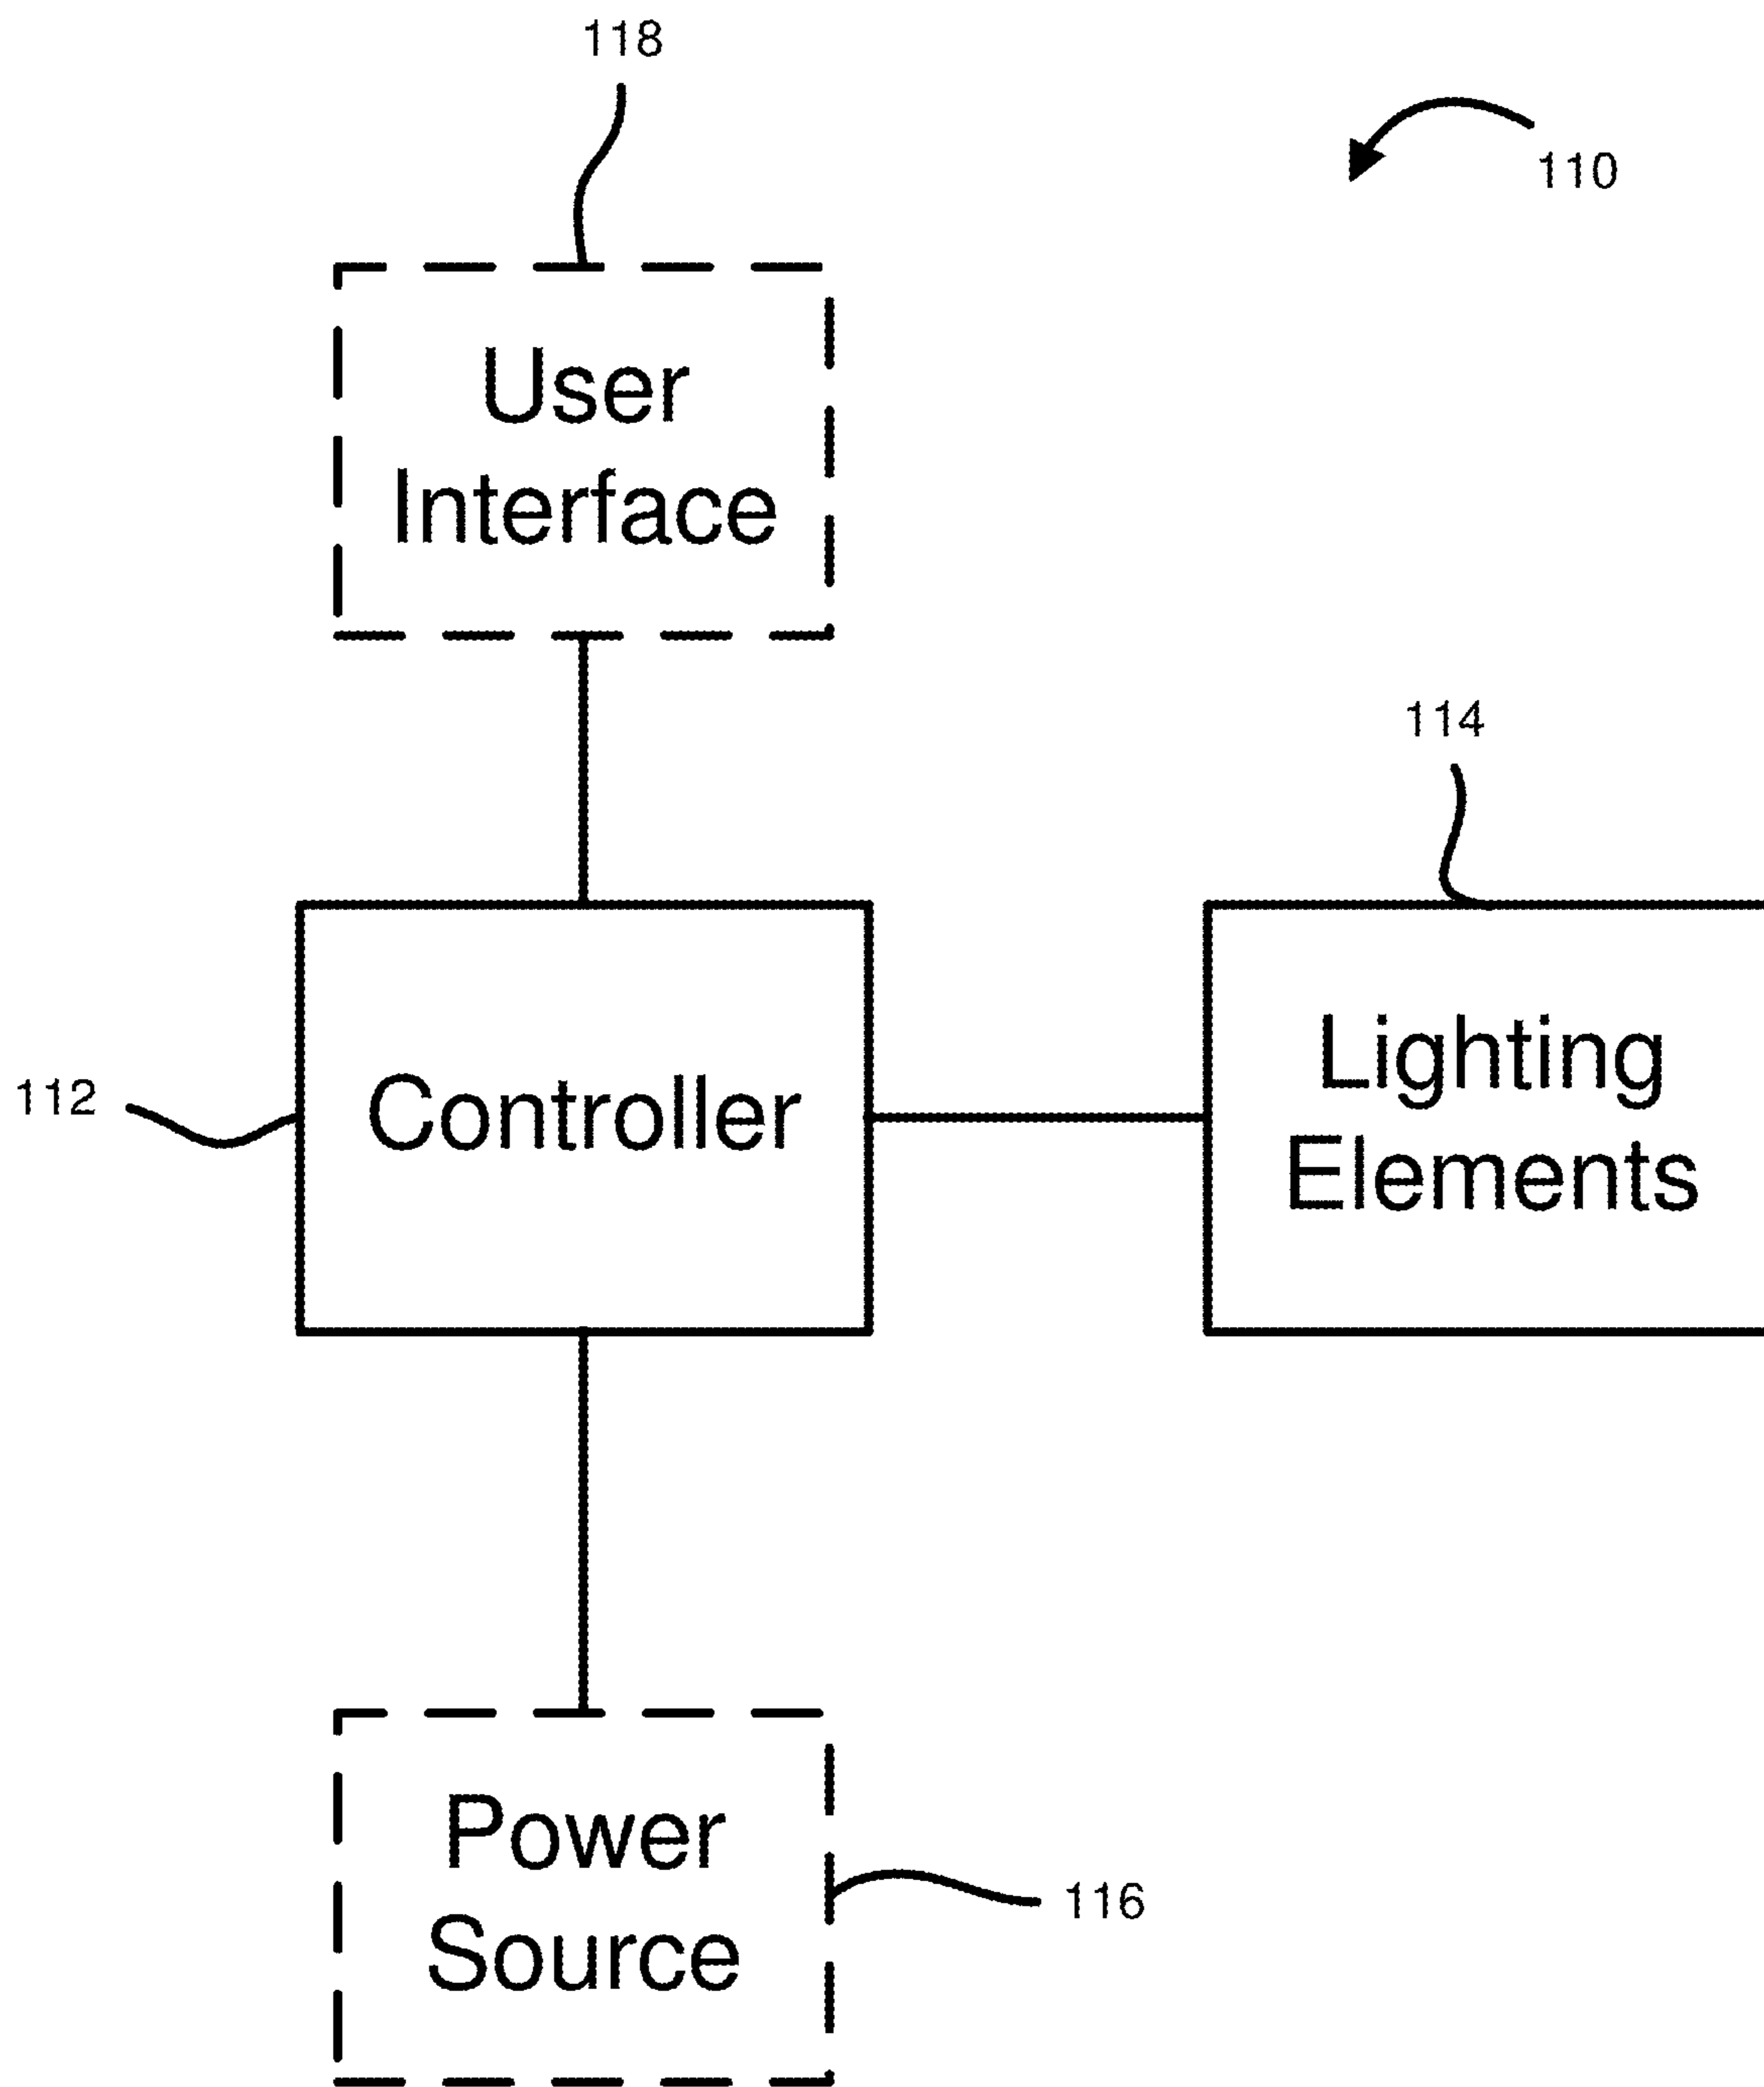 118
110
User
Interface
114
112
Controller
Lighting
Elements
Power
Source
116